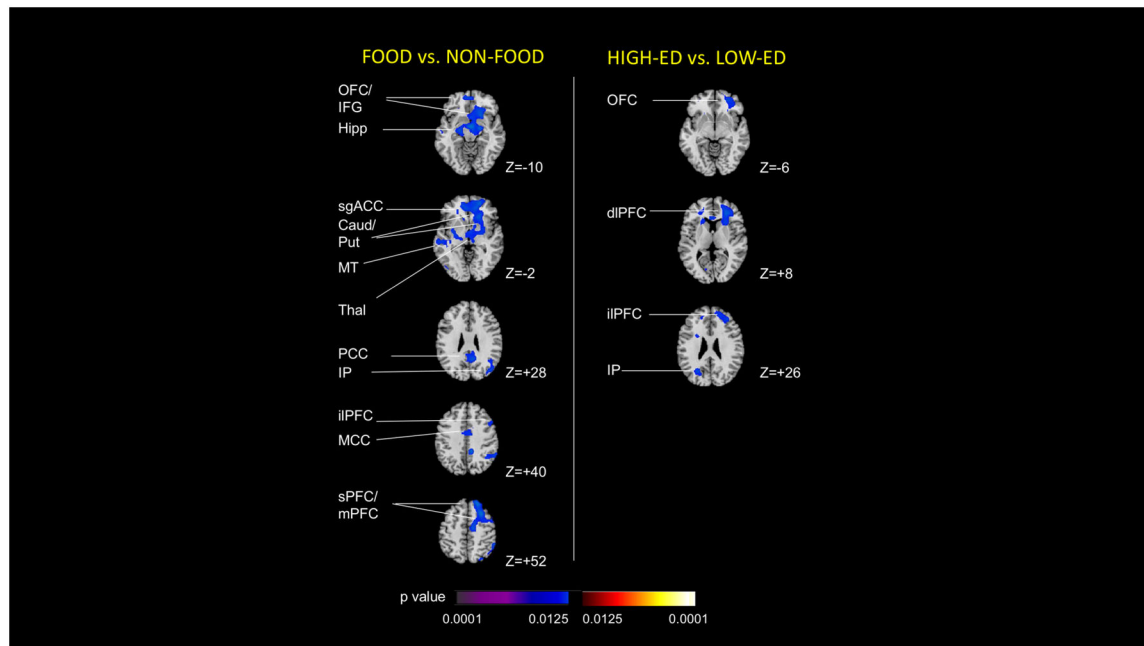 FOOD vs. NON-FOOD
OFC/
IFG
Hipp
Z=-10
sgACC
Caud/
Put
MT
Z=-2
Thal
PCC
IP
Z=+28
ilPFC
MCC
Z=+40
sPFC/
mPFC
Z=+52
HIGH-ED vs. LOW-ED
OFC
Z=-6
dlPFC
Z=+8
ilPFC
IP
Z=+26
p value
0.0001 0.0125 0.0125 0.0001